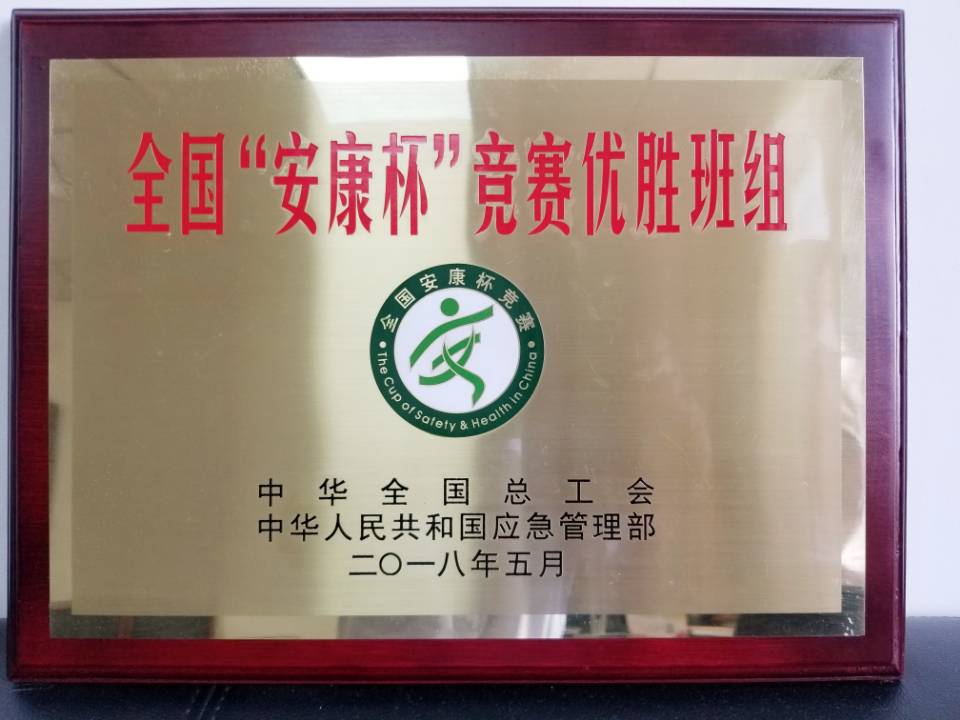 全国“安康杯”竞赛优胜班组
全国安康杯竞赛
The Cup of Safety & Health in China
中华全国总工会
中华人民共和国应急管理部
二〇一八年五月